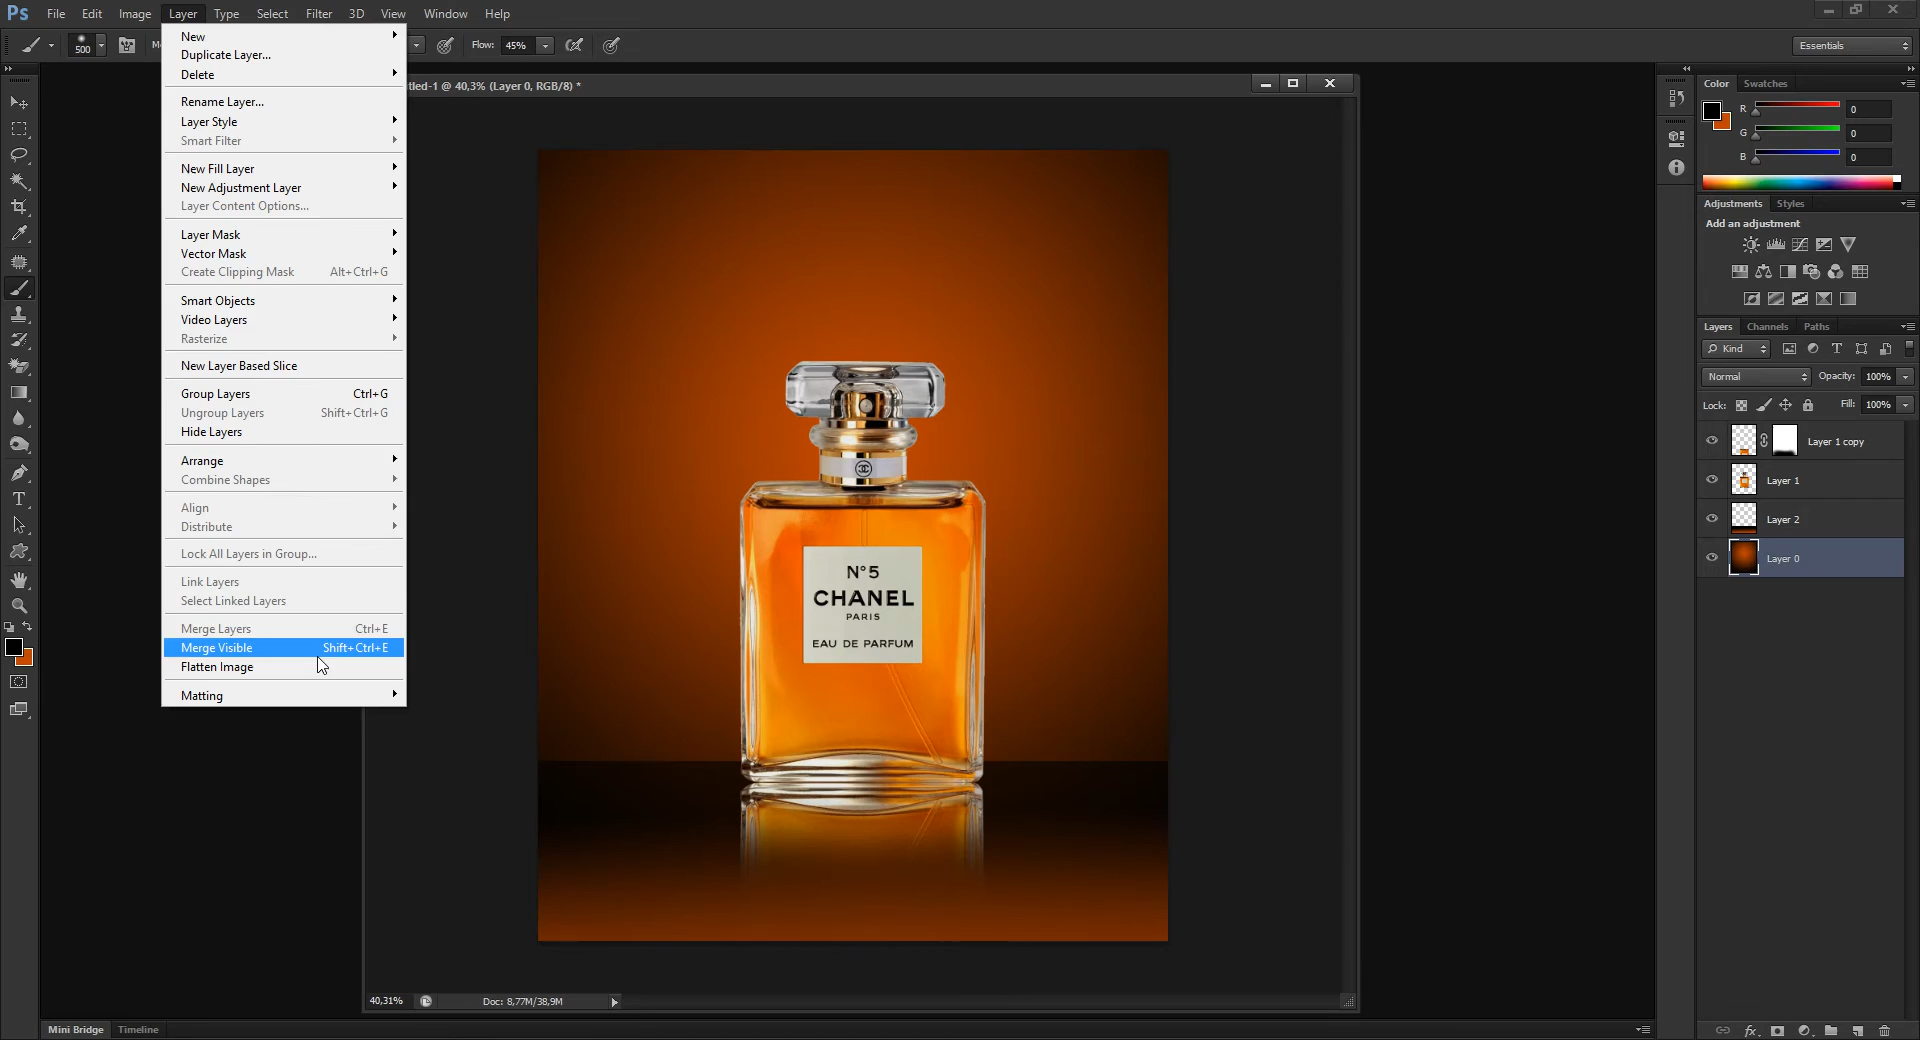 Ps File Edit Image Layer Type Select Filter 3D View Window Help
500 Flow: 45% Essentials
New
Duplicate Layer...
Delete
Rename Layer...
Layer Style
Smart Filter
New Fill Layer
New Adjustment Layer
Layer Content Options...
Layer Mask
Vector Mask
Create Clipping Mask Alt+Ctrl+G
Smart Objects
Video Layers
Rasterize
New Layer Based Slice
Group Layers Ctrl+G
Ungroup Layers Shift+Ctrl+G
Hide Layers
Arrange
Combine Shapes
Align
Distribute
Lock All Layers in Group...
Link Layers
Select Linked Layers
Merge Layers Ctrl+E
Merge Visible Shift+Ctrl+E
Flatten Image
Matting
@ 40,3% (Layer 0, RGB/8) *
N°5
CHANEL
PARIS
EAU DE PARFUM
40,31% Doc: 8,77M/38,9M
Mini Bridge Timeline
Color Swatches
R 0
G 0
B 0
Adjustments Styles
Add an adjustment
Layers Channels Paths
Kind
Normal Opacity: 100%
Lock: Fill: 100%
Layer 1 copy
Layer 1
Layer 2
Layer 0
fx